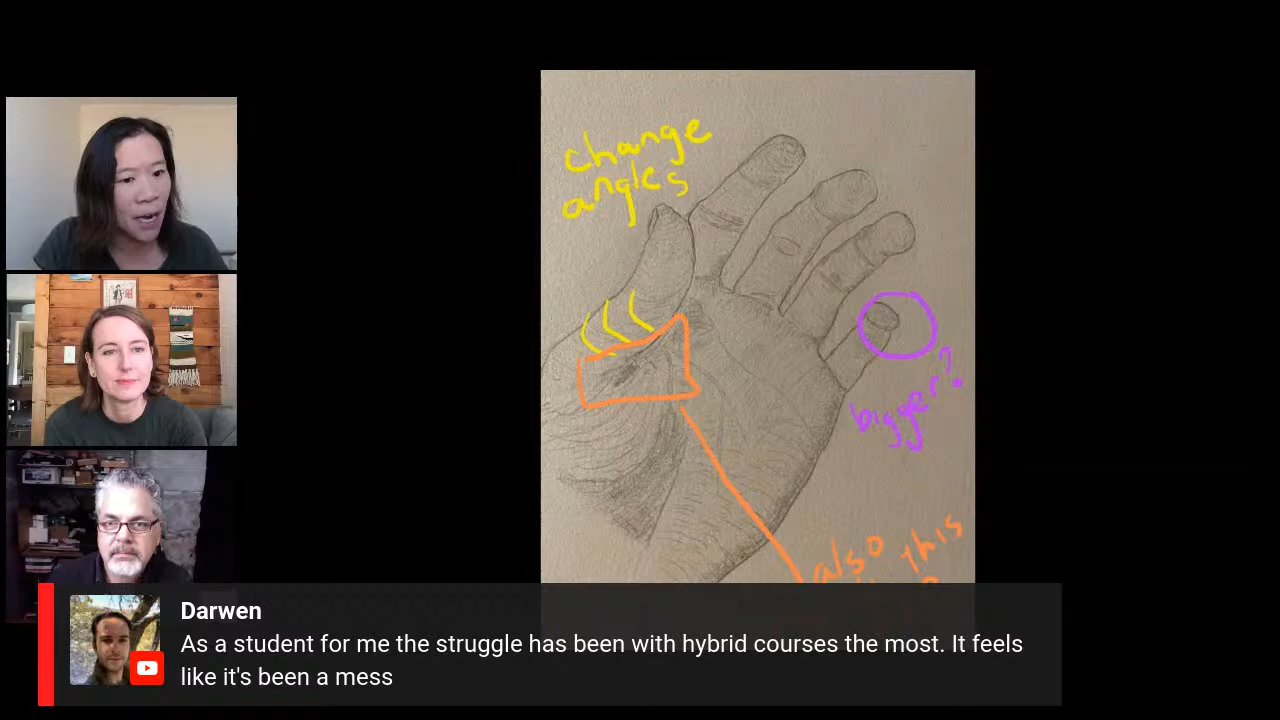 change
angles
bigger?
also
this
Darwen
As a student for me the struggle has been with hybrid courses the most. It feels
like it's been a mess